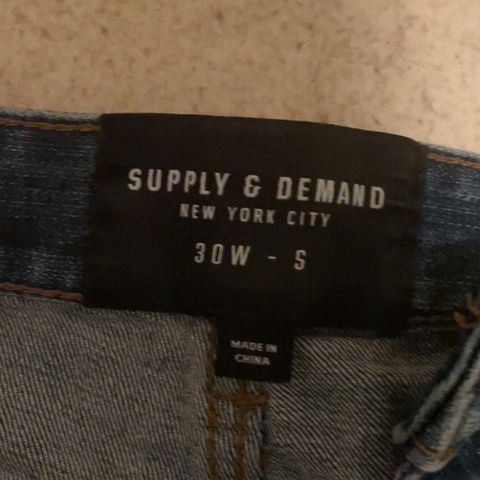 SUPPLY & DEMAND
NEW YORK CITY
30W - S
MADE IN
CHINA